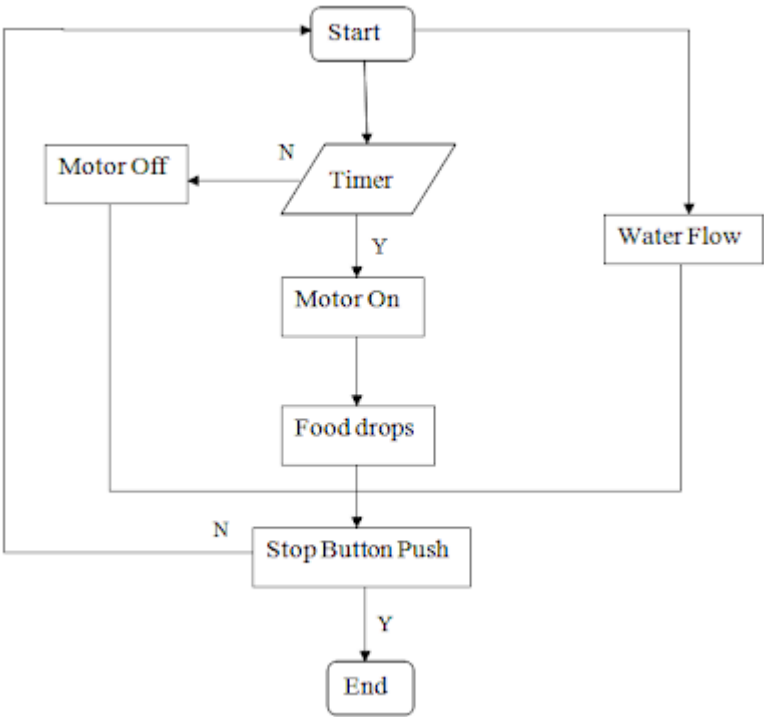 Start
N
Motor Off
Timer
Water Flow
Y
Motor On
Food drops
N
Stop Button Push
Y
End